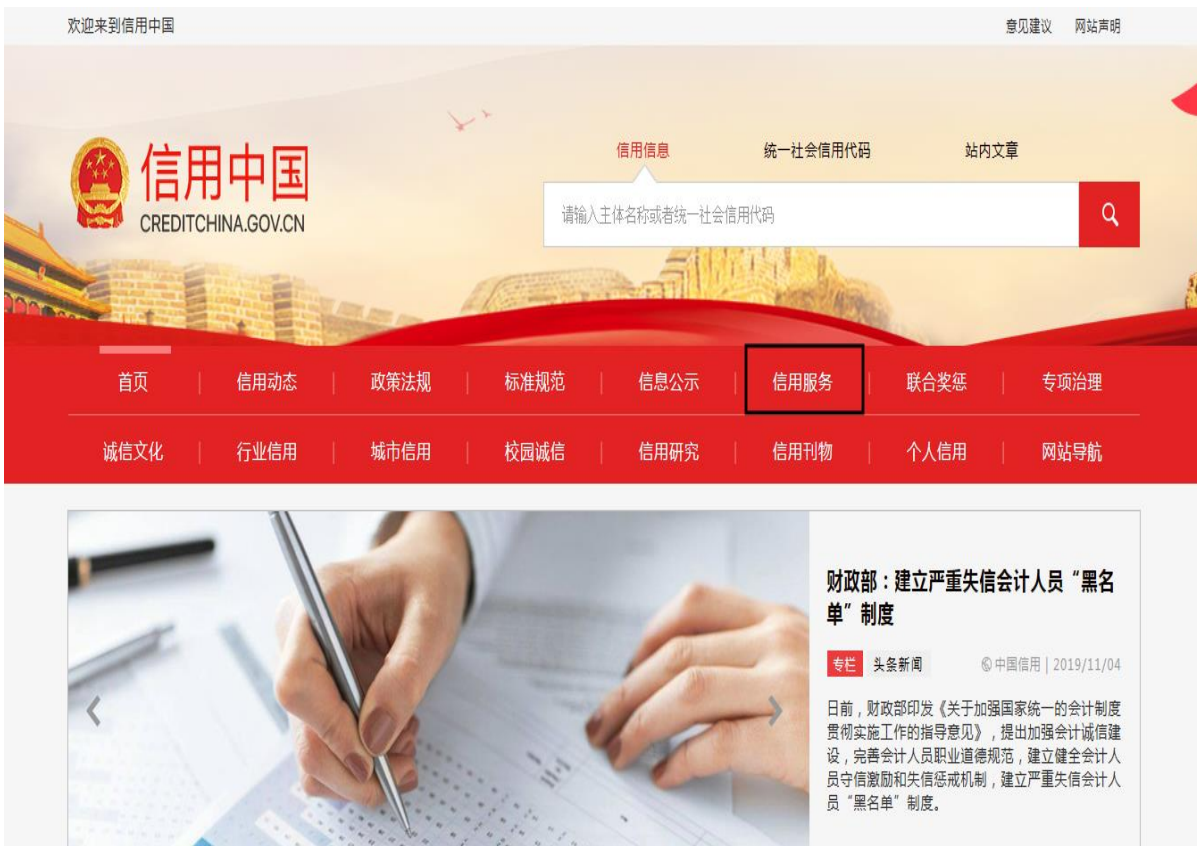 欢迎来到信用中国
意见建议 网站声明
信用信息 统一社会信用代码 站内文章
信用中国
CREDITCHINA.GOV.CN
请输入主体名称或者统一社会信用代码
首页 信用动态 政策法规 标准规范 信息公示 信用服务 联合奖惩 专项治理
诚信文化 行业信用 城市信用 校园诚信 信用研究 信用刊物 个人信用 网站导航
财政部：建立严重失信会计人员“黑名
单”制度
专栏 头条新闻 中国信用 | 2019/11/04
日前，财政部印发《关于加强国家统一的会计制度
贯彻实施工作的指导意见》，提出加强会计诚信建
设，完善会计人员职业道德规范，建立健全会计人
员守信激励和失信惩戒机制，建立严重失信会计人
员“黑名单”制度。